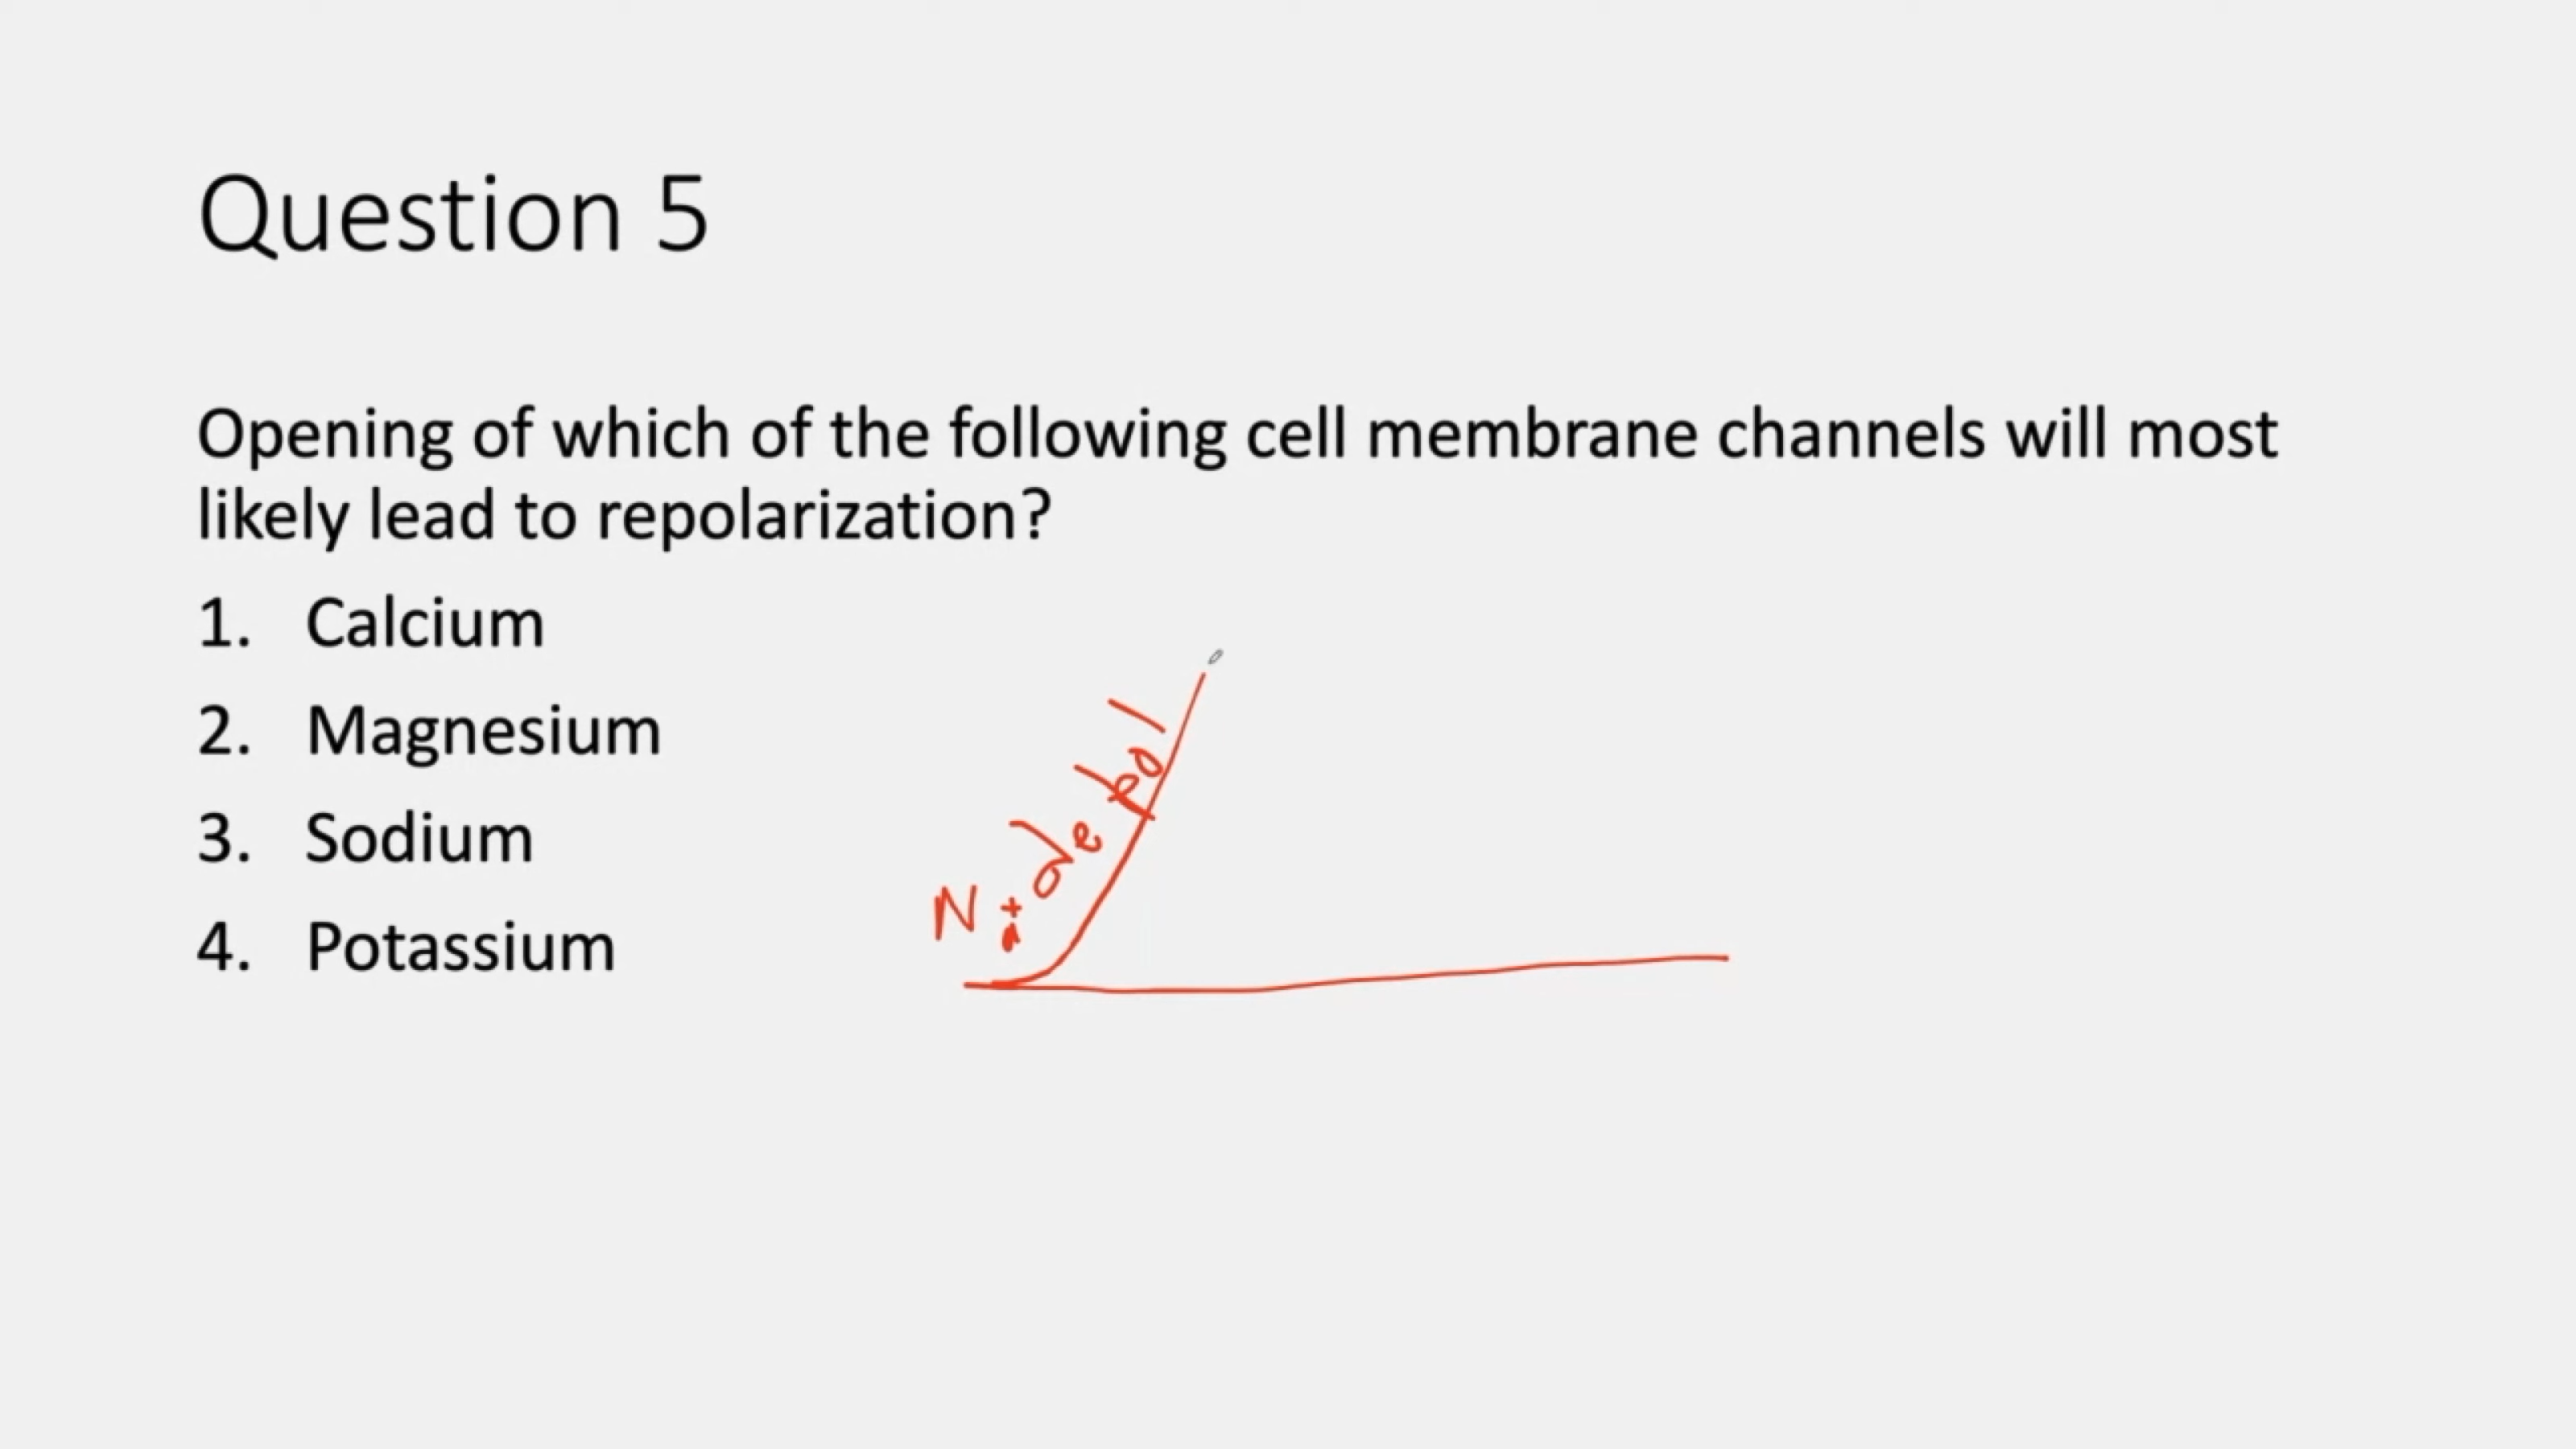 Question 5
Opening of which of the following cell membrane channels will most
likely lead to repolarization?
1. Calcium
2. Magnesium
3. Sodium
4. Potassium
Na+ depol